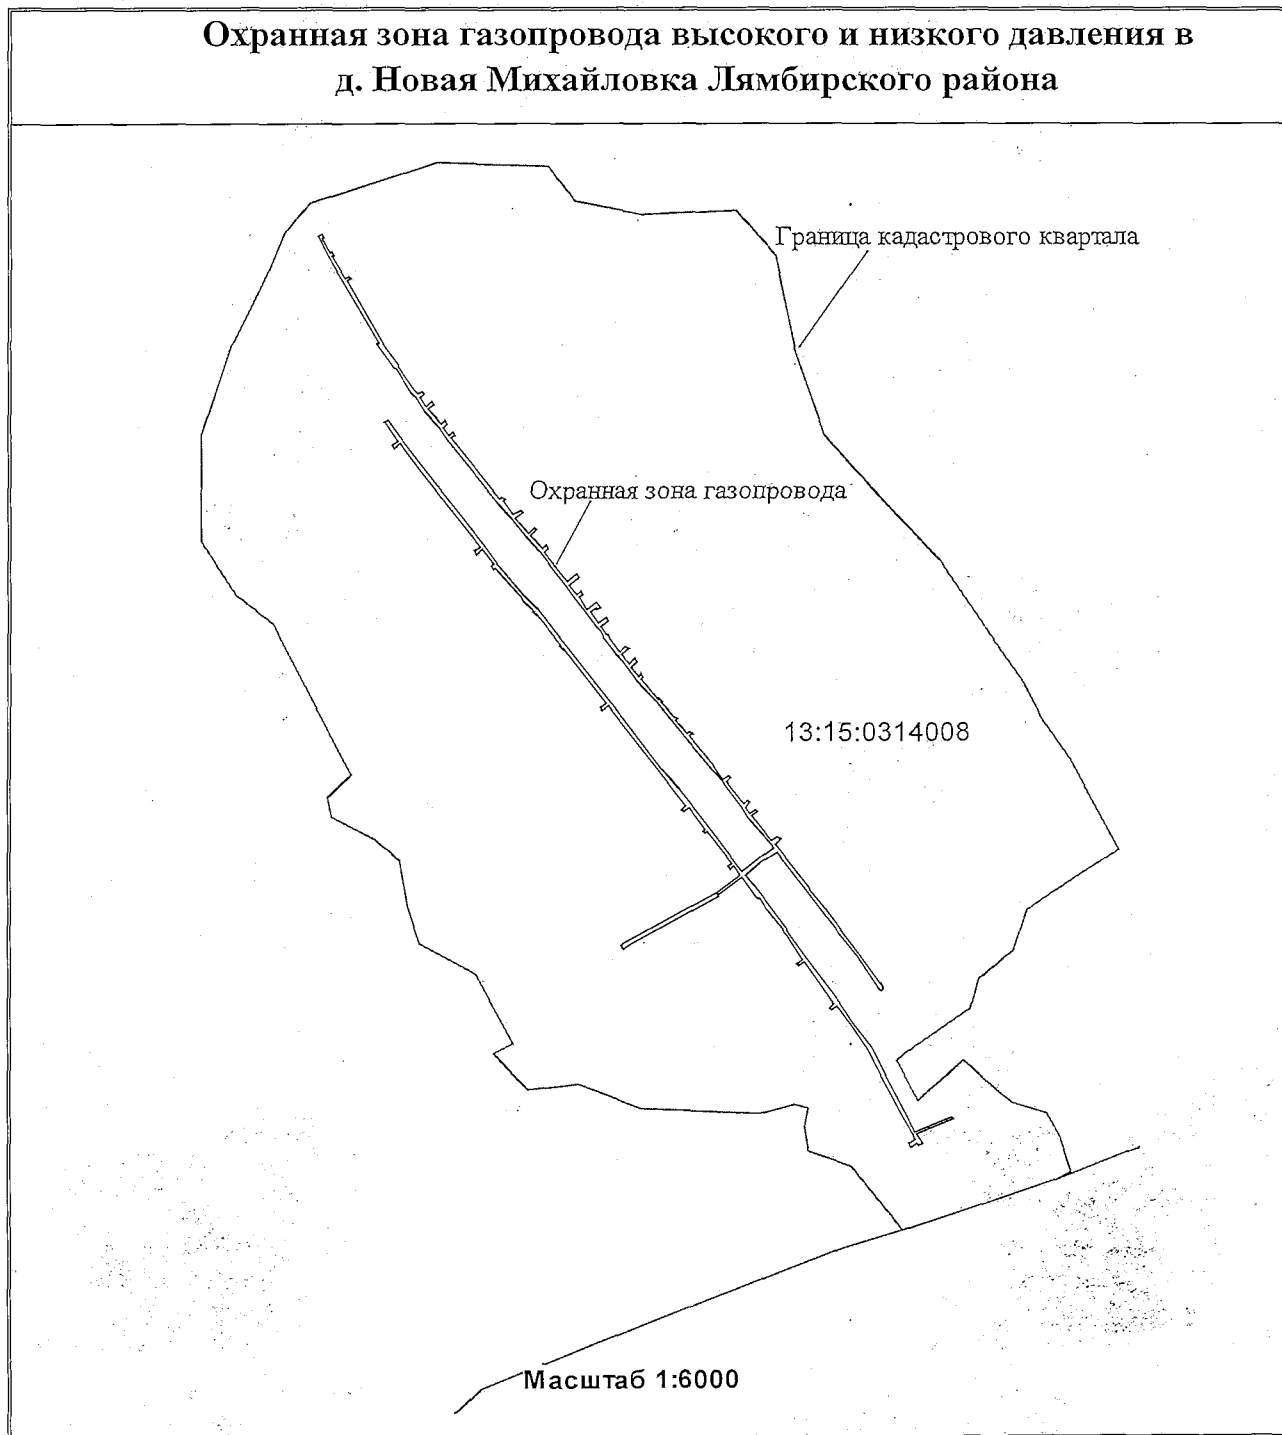 Охранная зона газопровода высокого и низкого давления в
д. Новая Михайловка Лямбирского района
Граница кадастрового квартала
Охранная зона газопровода
13:15:0314008
Масштаб 1:6000